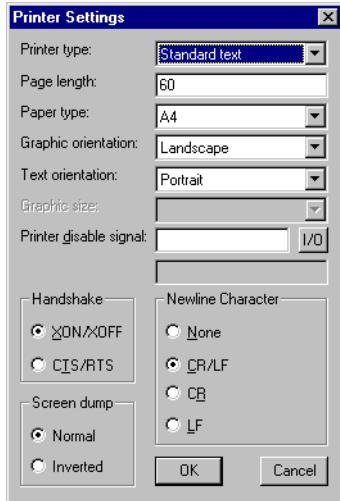 Printer Settings
Printer type: Standard text
Page length: 60
Paper type: A4
Graphic orientation: Landscape
Text orientation: Portrait
Graphic size:
Printer disable signal: I/O
Handshake
XON/XOFF
CTS/RTS
Newline Character
None
CR/LF
CR
LF
Screen dump
Normal
Inverted
OK Cancel